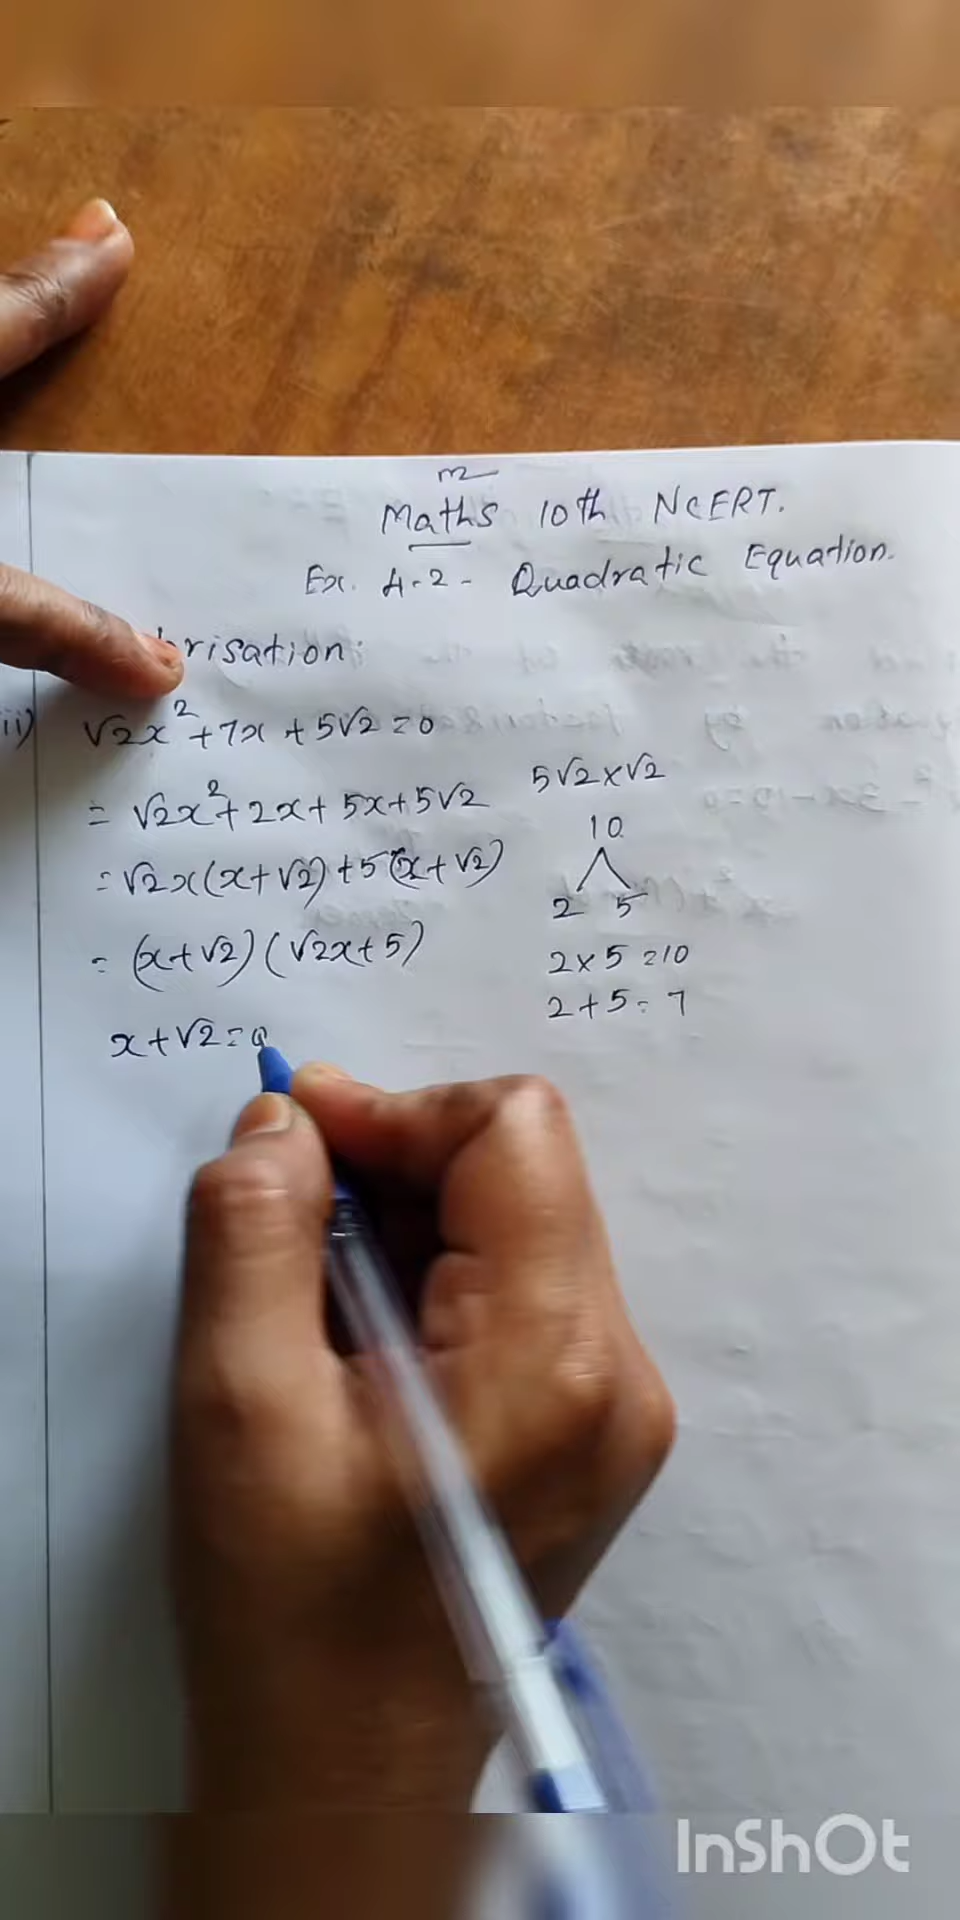 Maths 10th NCERT.
Ex. 4.2 - Quadratic Equation.
risation:
ii) √2x²+7x+5√2=0
= √2x²+2x+5x+5√2
5√2×√2
10
= √2x(x+√2)+5(x+√2)
2 5
= (x+√2)(√2x+5)
2×5=10
2+5=7
x+√2=0
InShOt